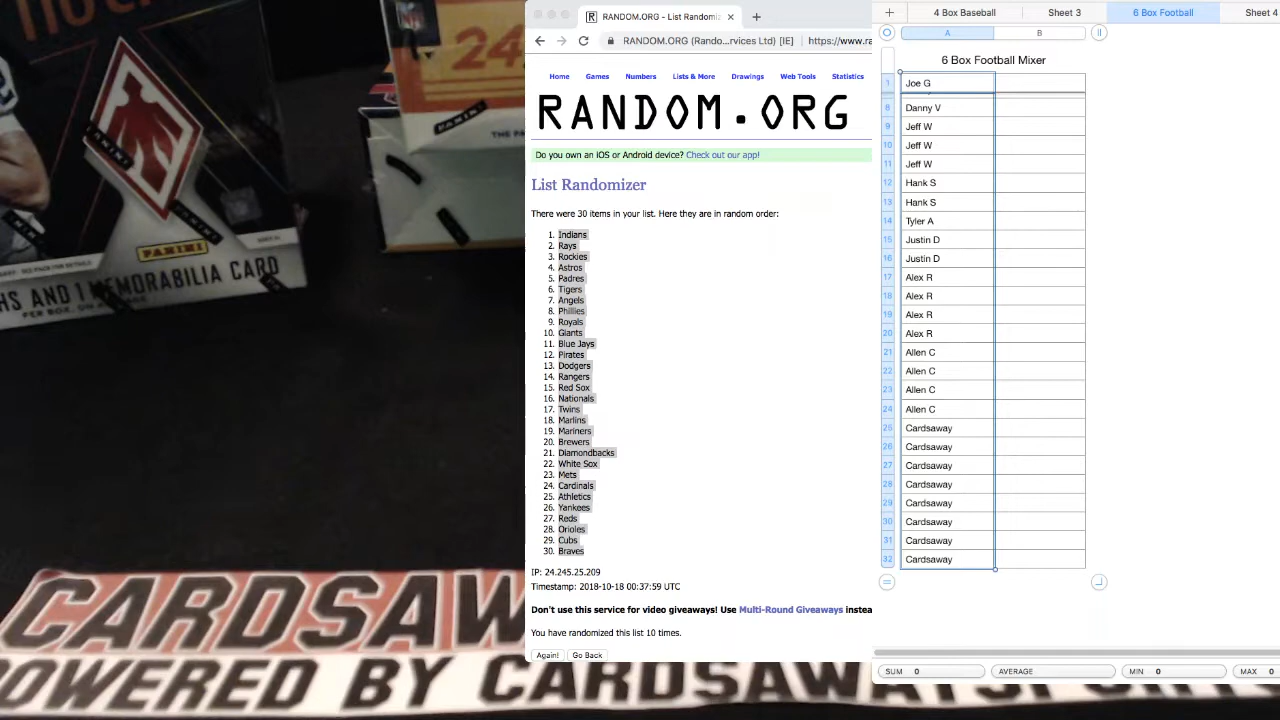 24
PANINI
PANINI
PANINI
HS AND 1 MEMORABILIA CARD
CARDSAW
POWERED BY CARDSAWAYSPORT
RANDOM.ORG - List Randomiz
RANDOM.ORG (Rando...rvices Ltd) [IE]
https://www.ra
Home Games Numbers Lists & More Drawings Web Tools Statistics
RANDOM.ORG
Do you own an iOS or Android device? Check out our app!
List Randomizer
There were 30 items in your list. Here they are in random order:
1. Indians
2. Rays
3. Rockies
4. Astros
5. Padres
6. Tigers
7. Angels
8. Phillies
9. Royals
10. Giants
11. Blue Jays
12. Pirates
13. Dodgers
14. Rangers
15. Red Sox
16. Nationals
17. Twins
18. Marlins
19. Mariners
20. Brewers
21. Diamondbacks
22. White Sox
23. Mets
24. Cardinals
25. Athletics
26. Yankees
27. Reds
28. Orioles
29. Cubs
30. Braves
IP: 24.245.25.209
Timestamp: 2018-10-18 00:37:59 UTC
Don't use this service for video giveaways! Use Multi-Round Giveaways instea
You have randomized this list 10 times.
Again! Go Back
4 Box Baseball Sheet 3 6 Box Football Sheet 4
A B
6 Box Football Mixer
1 Joe G
8 Danny V
9 Jeff W
10 Jeff W
11 Jeff W
12 Hank S
13 Hank S
14 Tyler A
15 Justin D
16 Justin D
17 Alex R
18 Alex R
19 Alex R
20 Alex R
21 Allen C
22 Allen C
23 Allen C
24 Allen C
25 Cardsaway
26 Cardsaway
27 Cardsaway
28 Cardsaway
29 Cardsaway
30 Cardsaway
31 Cardsaway
32 Cardsaway
SUM 0 AVERAGE MIN 0 MAX 0